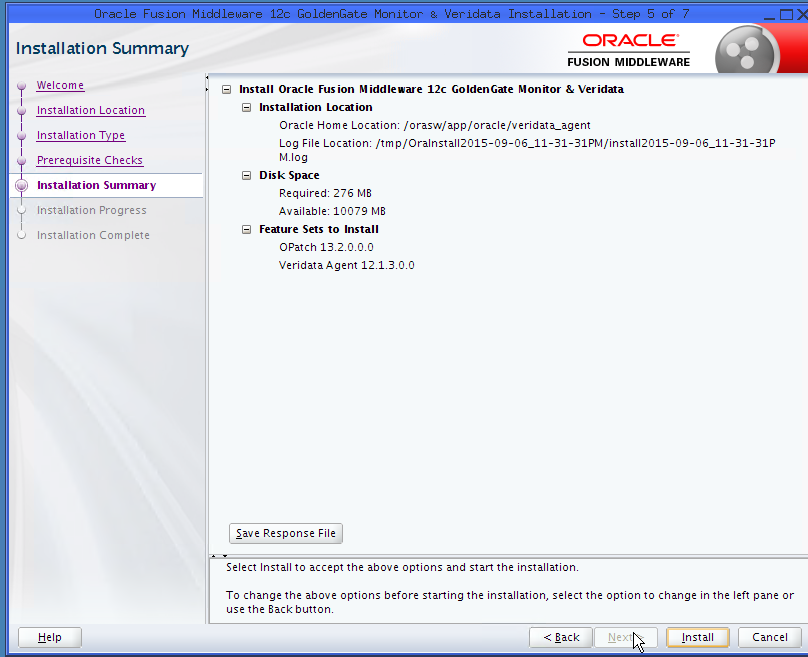 Oracle Fusion Middleware 12c GoldenGate Monitor & Veridata Installation - Step 5 of 7
Installation Summary
ORACLE
FUSION MIDDLEWARE
Welcome
Installation Location
Installation Type
Prerequisite Checks
Installation Summary
Installation Progress
Installation Complete
Install Oracle Fusion Middleware 12c GoldenGate Monitor & Veridata
Installation Location
Oracle Home Location: /orasw/app/oracle/veridata_agent
Log File Location: /tmp/OraInstall2015-09-06_11-31-31PM/install2015-09-06_11-31-31P
M.log
Disk Space
Required: 276 MB
Available: 10079 MB
Feature Sets to Install
OPatch 13.2.0.0.0
Veridata Agent 12.1.3.0.0
Save Response File
Select Install to accept the above options and start the installation.
To change the above options before starting the installation, select the option to change in the left pane or
use the Back button.
Help
< Back
Next
Install
Cancel